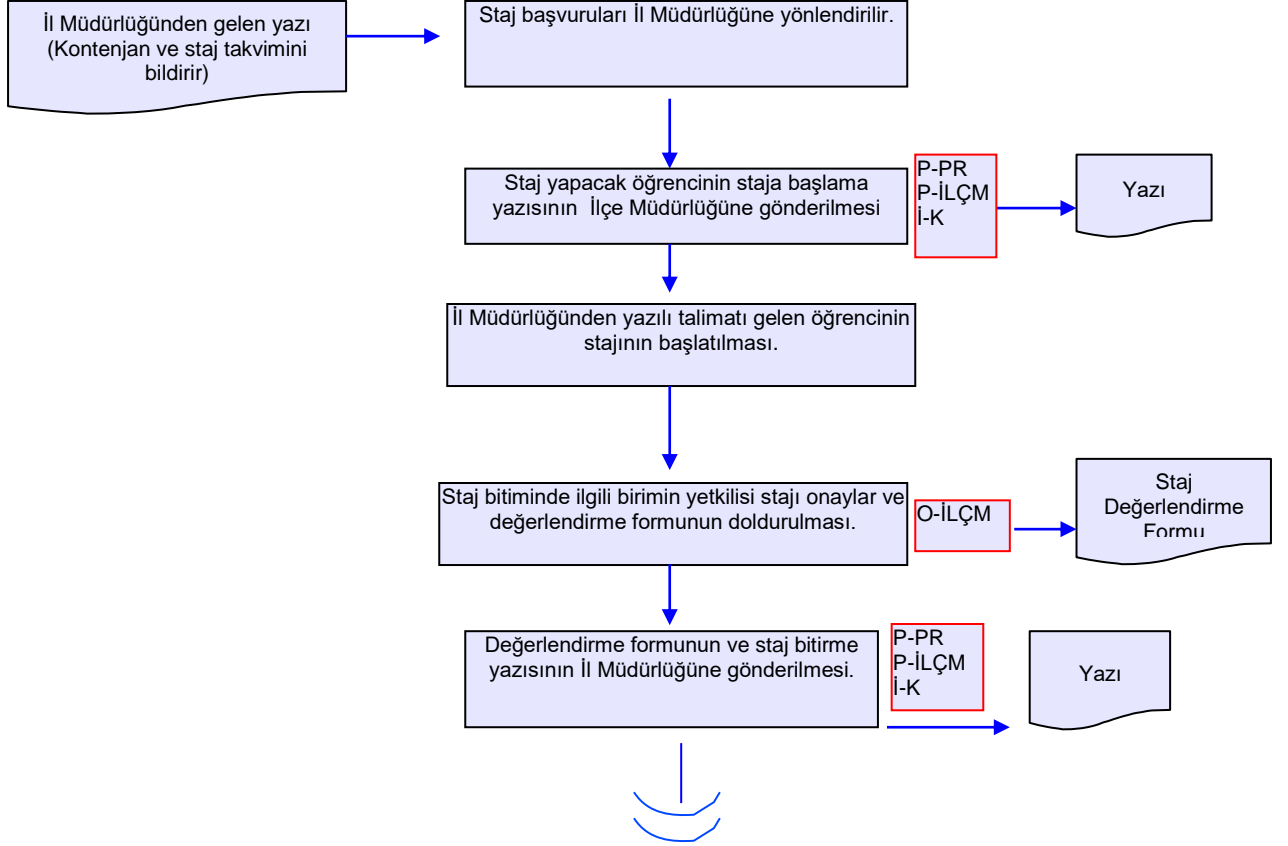 İl Müdürlüğünden gelen yazı
(Kontenjan ve staj takvimini
bildirir)
Staj başvuruları İl Müdürlüğüne yönlendirilir.
Staj yapacak öğrencinin staja başlama
yazısının İlçe Müdürlüğüne gönderilmesi
P-PR
P-İLÇM
İ-K
Yazı
İl Müdürlüğünden yazılı talimatı gelen öğrencinin
stajının başlatılması.
Staj bitiminde ilgili birimin yetkilisi stajı onaylar ve
değerlendirme formunun doldurulması.
O-İLÇM
Staj
Değerlendirme
Formu
Değerlendirme formunun ve staj bitirme
yazısının İl Müdürlüğüne gönderilmesi.
P-PR
P-İLÇM
İ-K
Yazı